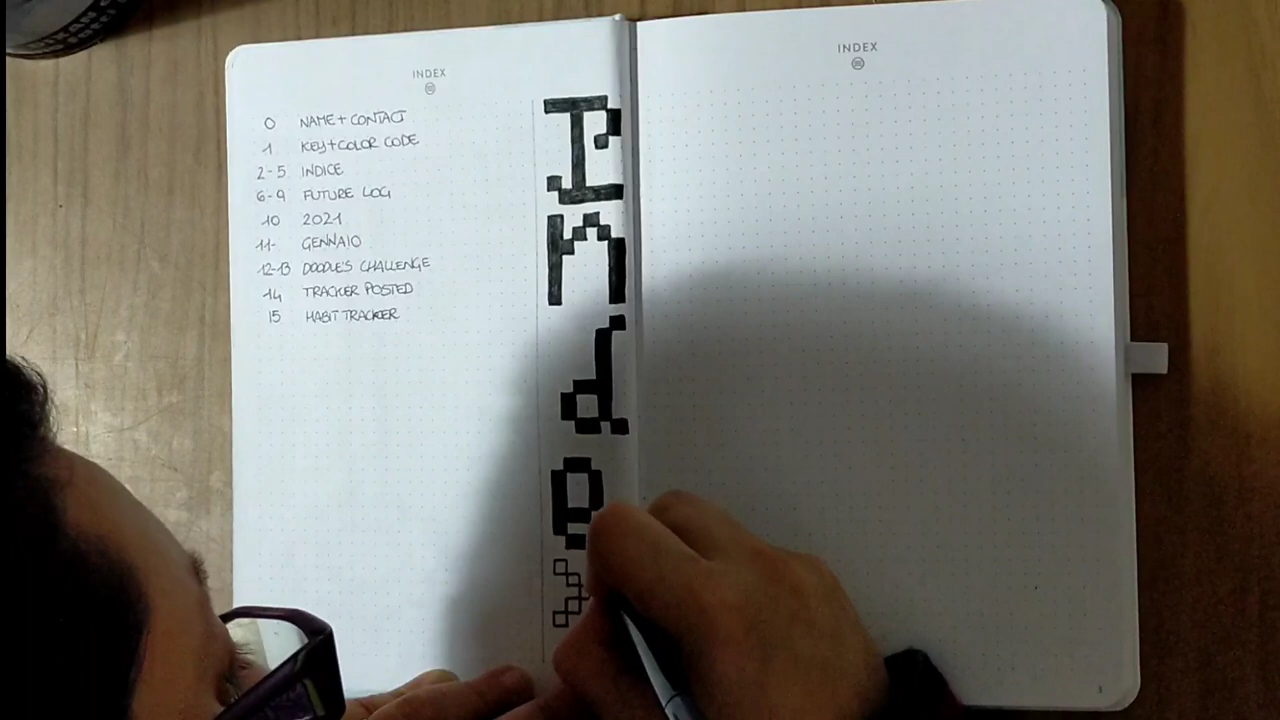 INDEX
0 NAME + CONTACT
1 KEY + COLOR CODE
2-5 INDICE
6-9 FUTURE LOG
10 2021
11- GENNAIO
12-13 DOODLE'S CHALLENGE
14 TRACKER POSTED
15 HABIT TRACKER
I
n
d
e
x
INDEX
1